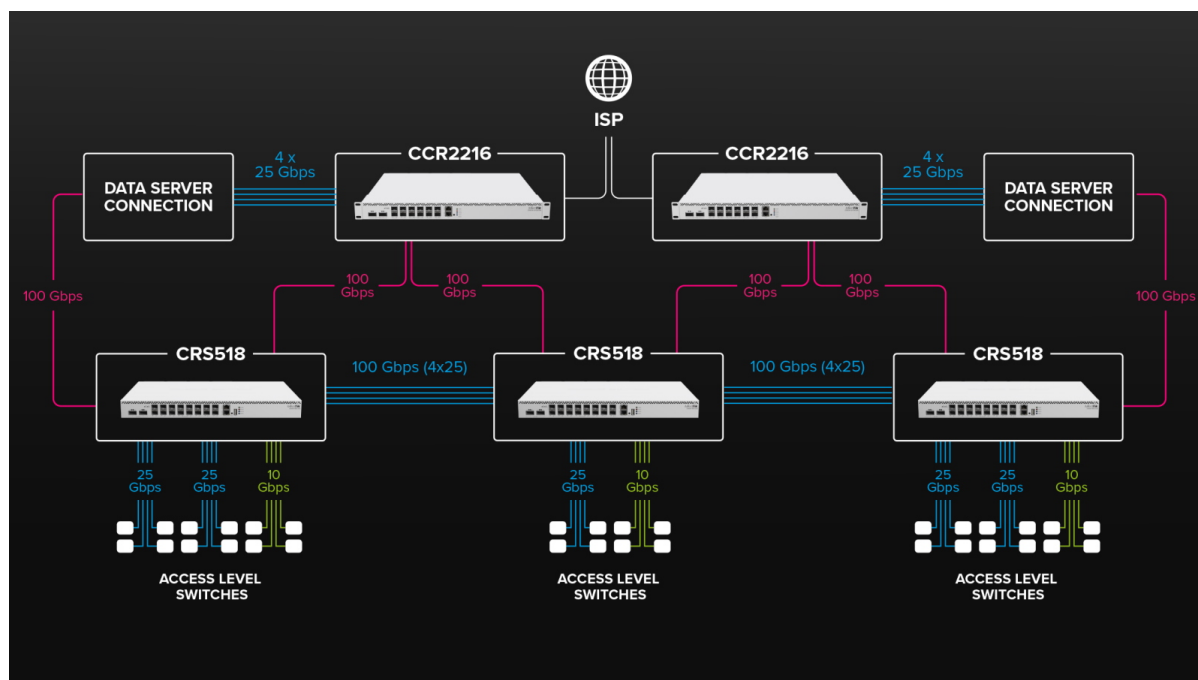 ISP
CCR2216
CCR2216
4 x
25 Gbps
4 x
25 Gbps
DATA SERVER
CONNECTION
DATA SERVER
CONNECTION
100
Gbps
100
Gbps
100
Gbps
100
Gbps
100 Gbps
100 Gbps
CRS518
CRS518
CRS518
100 Gbps (4x25)
100 Gbps (4x25)
25
Gbps
25
Gbps
10
Gbps
25
Gbps
10
Gbps
25
Gbps
25
Gbps
10
Gbps
ACCESS LEVEL
SWITCHES
ACCESS LEVEL
SWITCHES
ACCESS LEVEL
SWITCHES